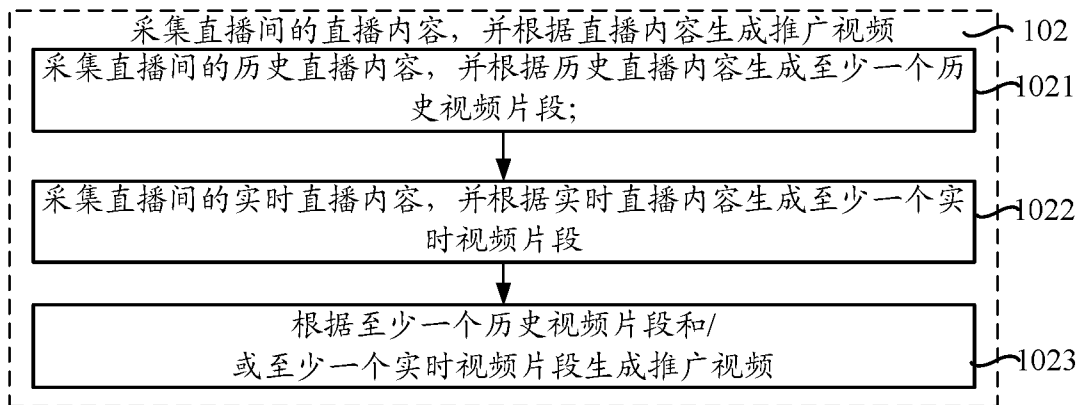 采集直播间的直播内容，并根据直播内容生成推广视频
102
采集直播间的历史直播内容，并根据历史直播内容生成至少一个历
史视频片段；
1021
采集直播间的实时直播内容，并根据实时直播内容生成至少一个实
时视频片段
1022
根据至少一个历史视频片段和/
或至少一个实时视频片段生成推广视频
1023